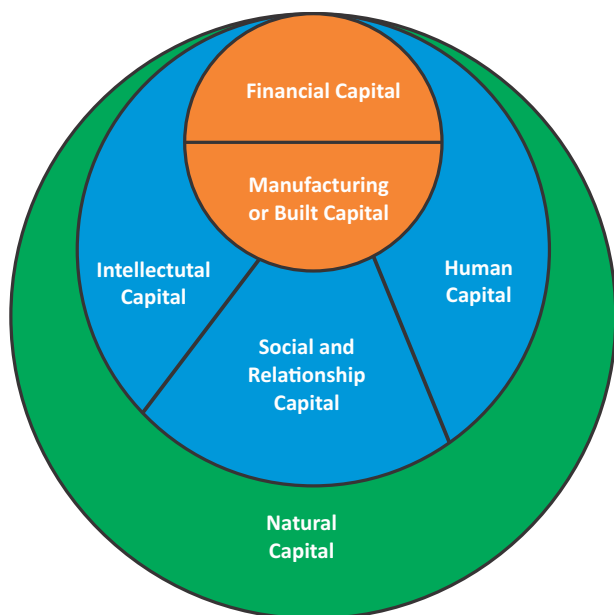 Financial Capital
Manufacturing
or Built Capital
Intellectutal
Capital
Human
Capital
Social and
Relationship
Capital
Natural
Capital